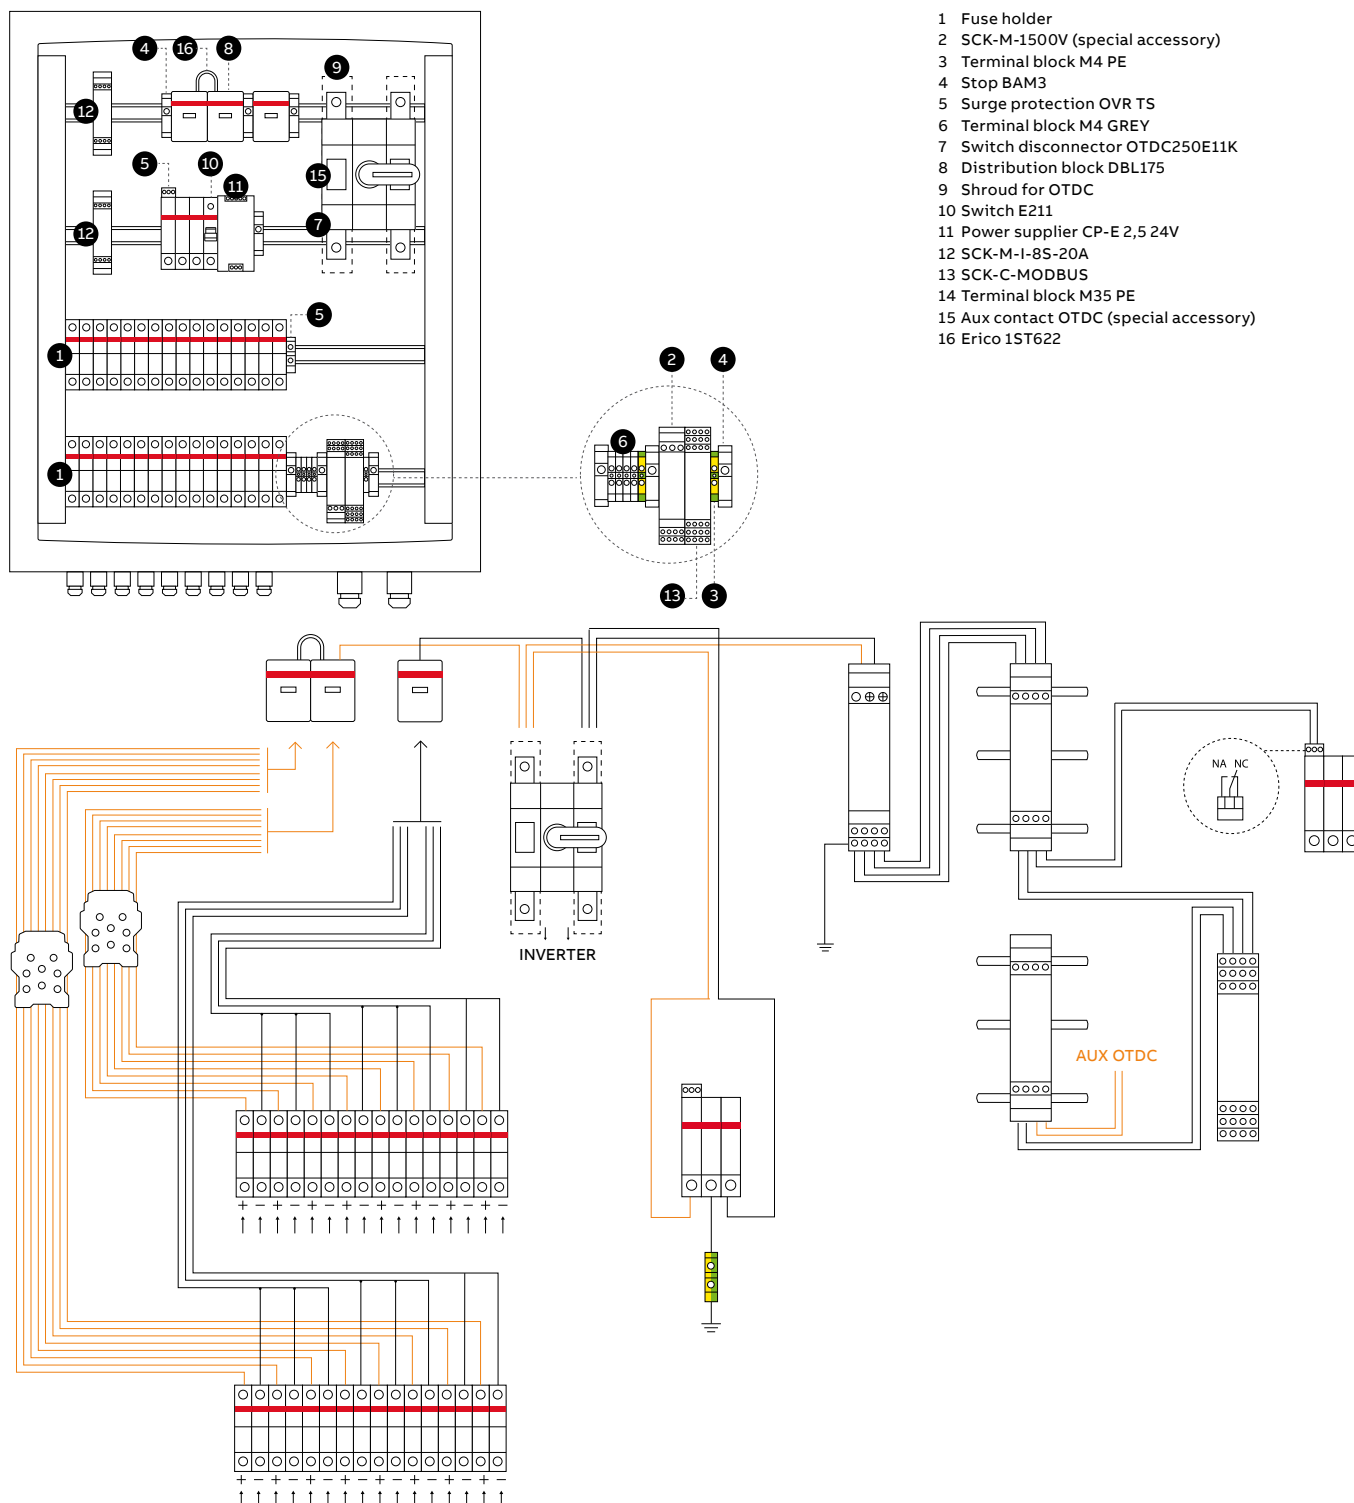 1 Fuse holder
2 SCK-M-1500V (special accessory)
3 Terminal block M4 PE
4 Stop BAM3
5 Surge protection OVR TS
6 Terminal block M4 GREY
7 Switch disconnector OTDC250E11K
8 Distribution block DBL175
9 Shroud for OTDC
10 Switch E211
11 Power supplier CP-E 2,5 24V
12 SCK-M-I-8S-20A
13 SCK-C-MODBUS
14 Terminal block M35 PE
15 Aux contact OTDC (special accessory)
16 Erico 1ST622
4 16 8
9
12
5 10
11
15
12
7
5
1
1
2 4
6
13 3
NA NC
INVERTER
AUX OTDC
+ − + − + − + − + − + − + − + −
+ − + − + − + − + − + − + − + −